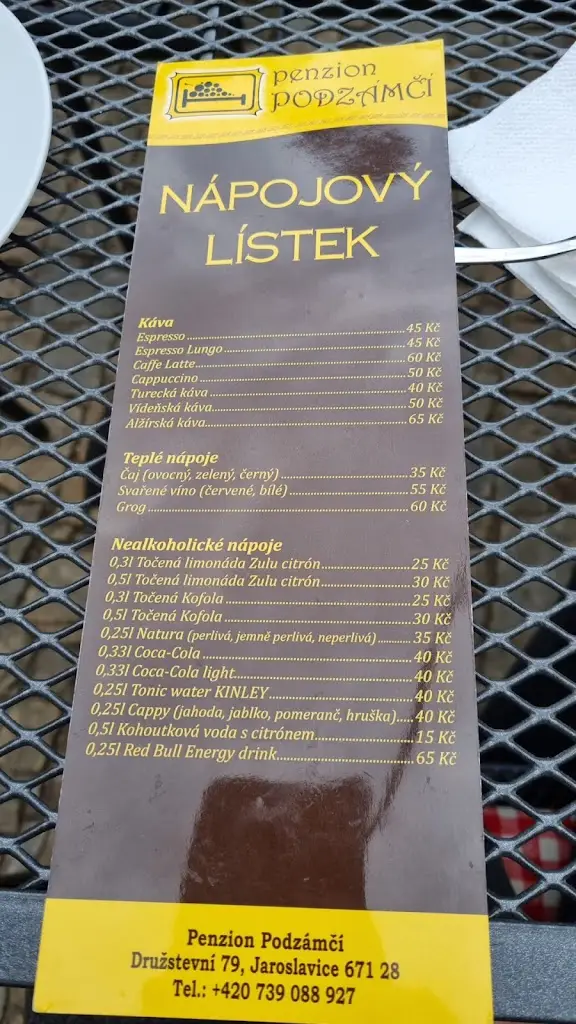 penzion
PODZÁMČÍ
NÁPOJOVÝ
LÍSTEK
Káva
Espresso.....45 Kč
Espresso Lungo.....45 Kč
Caffe Latte.....60 Kč
Cappuccino.....50 Kč
Turecká káva.....40 Kč
Vídeňská káva.....50 Kč
Alžírská káva.....65 Kč
Teplé nápoje
Čaj (ovocný, zelený, černý).....35 Kč
Svařené víno (červené, bílé).....55 Kč
Grog.....60 Kč
Nealkoholické nápoje
0,3l Točená limonáda Zulu citrón.....25 Kč
0,5l Točená limonáda Zulu citrón.....30 Kč
0,3l Točená Kofola.....25 Kč
0,5l Točená Kofola.....30 Kč
0,25l Natura (perlivá, jemně perlivá, neperlivá).....35 Kč
0,33l Coca-Cola.....40 Kč
0,33l Coca-Cola light.....40 Kč
0,25l Tonic water KINLEY.....40 Kč
0,25l Cappy (jahoda, jablko, pomeranč, hruška).....40 Kč
0,5l Kohoutková voda s citrónem.....15 Kč
0,25l Red Bull Energy drink.....65 Kč
Penzion Podzámčí
Družstevní 79, Jaroslavice 671 28
Tel.: +420 739 088 927